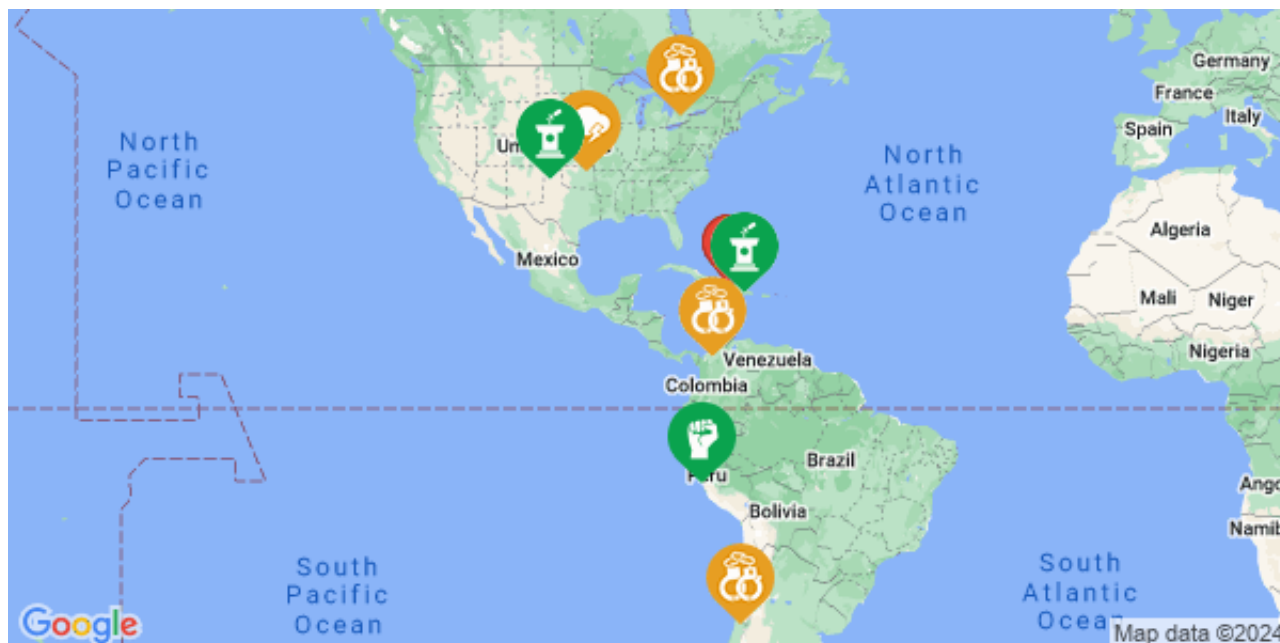 Germany
France
Italy
Spain
North
Pacific
Ocean
North
Atlantic
Ocean
Algeria
Mexico
Mali
Niger
Nigeria
Venezuela
Colombia
Brazil
Peru
Bolivia
Ango
Namib
South
Pacific
Ocean
South
Atlantic
Ocean
Google
Map data ©2024